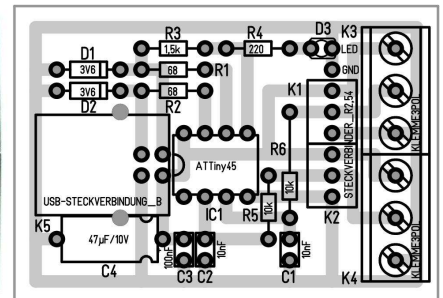 R3
R4
D3
K3
1,5k
220
LED
D1
3V6
68
R1
GND
K1
3V6
68
D2
R2
R6
KLEMME3POL
STECKVERBINDER_R2,54
ATTiny45
10k
USB-STECKVERBINDUNG_B
IC1
R5
10k
K2
KLEMME3POL
K5
47µF/10V
100nF
10nF
10nF
C4
C3
C2
C1
K4